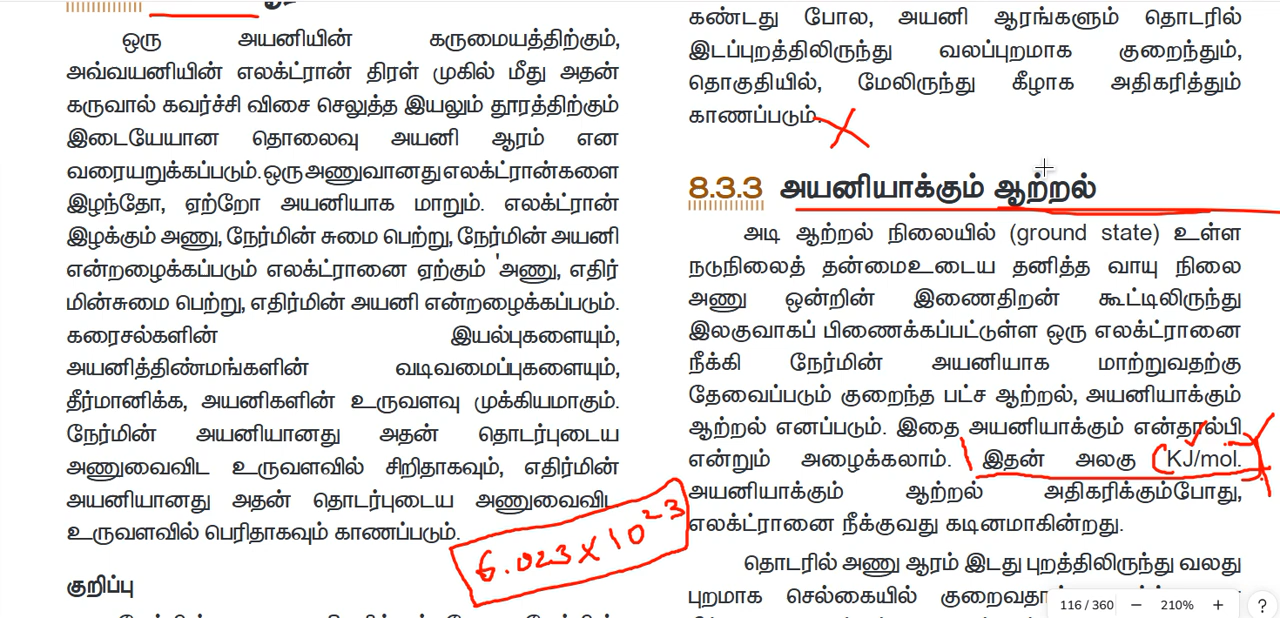 ஒரு அயனியின் கருமையத்திற்கும்,
அவ்வயனியின் எலக்ட்ரான் திரள் முகில் மீது அதன்
கருவால் கவர்ச்சி விசை செலுத்த இயலும் தூரத்திற்கும்
இடையேயான தொலைவு அயனி ஆரம் என
வரையறுக்கப்படும். ஒரு அணுவானது எலக்ட்ரான்களை
இழந்தோ, ஏற்றோ அயனியாக மாறும். எலக்ட்ரான்
இழக்கும் அணு, நேர்மின் சுமை பெற்று, நேர்மின் அயனி
என்றழைக்கப்படும் எலக்ட்ரானை ஏற்கும் 'அணு, எதிர்
மின்சுமை பெற்று, எதிர்மின் அயனி என்றழைக்கப்படும்.
கரைசல்களின் இயல்புகளையும்,
அயனித்திண்மங்களின் வடிவமைப்புகளையும்,
தீர்மானிக்க, அயனிகளின் உருவளவு முக்கியமாகும்.
நேர்மின் அயனியானது அதன் தொடர்புடைய
அணுவைவிட உருவளவில் சிறிதாகவும், எதிர்மின்
அயனியானது அதன் தொடர்புடைய அணுவைவிட
உருவளவில் பெரிதாகவும் காணப்படும்.
6.023 x 10^23
குறிப்பு
கண்டது போல, அயனி ஆரங்களும் தொடரில்
இடப்புறத்திலிருந்து வலப்புறமாக குறைந்தும்,
தொகுதியில், மேலிருந்து கீழாக அதிகரித்தும்
காணப்படும்.
8.3.3 அயனியாக்கும் ஆற்றல்
அடி ஆற்றல் நிலையில் (ground state) உள்ள
நடுநிலைத் தன்மைஉடைய தனித்த வாயு நிலை
அணு ஒன்றின் இணைதிறன் கூட்டிலிருந்து
இலகுவாகப் பிணைக்கப்பட்டுள்ள ஒரு எலக்ட்ரானை
நீக்கி நேர்மின் அயனியாக மாற்றுவதற்கு
தேவைப்படும் குறைந்த பட்ச ஆற்றல், அயனியாக்கும்
ஆற்றல் எனப்படும். இதை அயனியாக்கும் என்தால்பி
என்றும் அழைக்கலாம். இதன் அலகு KJ/mol.
அயனியாக்கும் ஆற்றல் அதிகரிக்கும்போது,
எலக்ட்ரானை நீக்குவது கடினமாகின்றது.
தொடரில் அணு ஆரம் இடது புறத்திலிருந்து வலது
புறமாக செல்கையில்
116 / 360 − 210% + ?